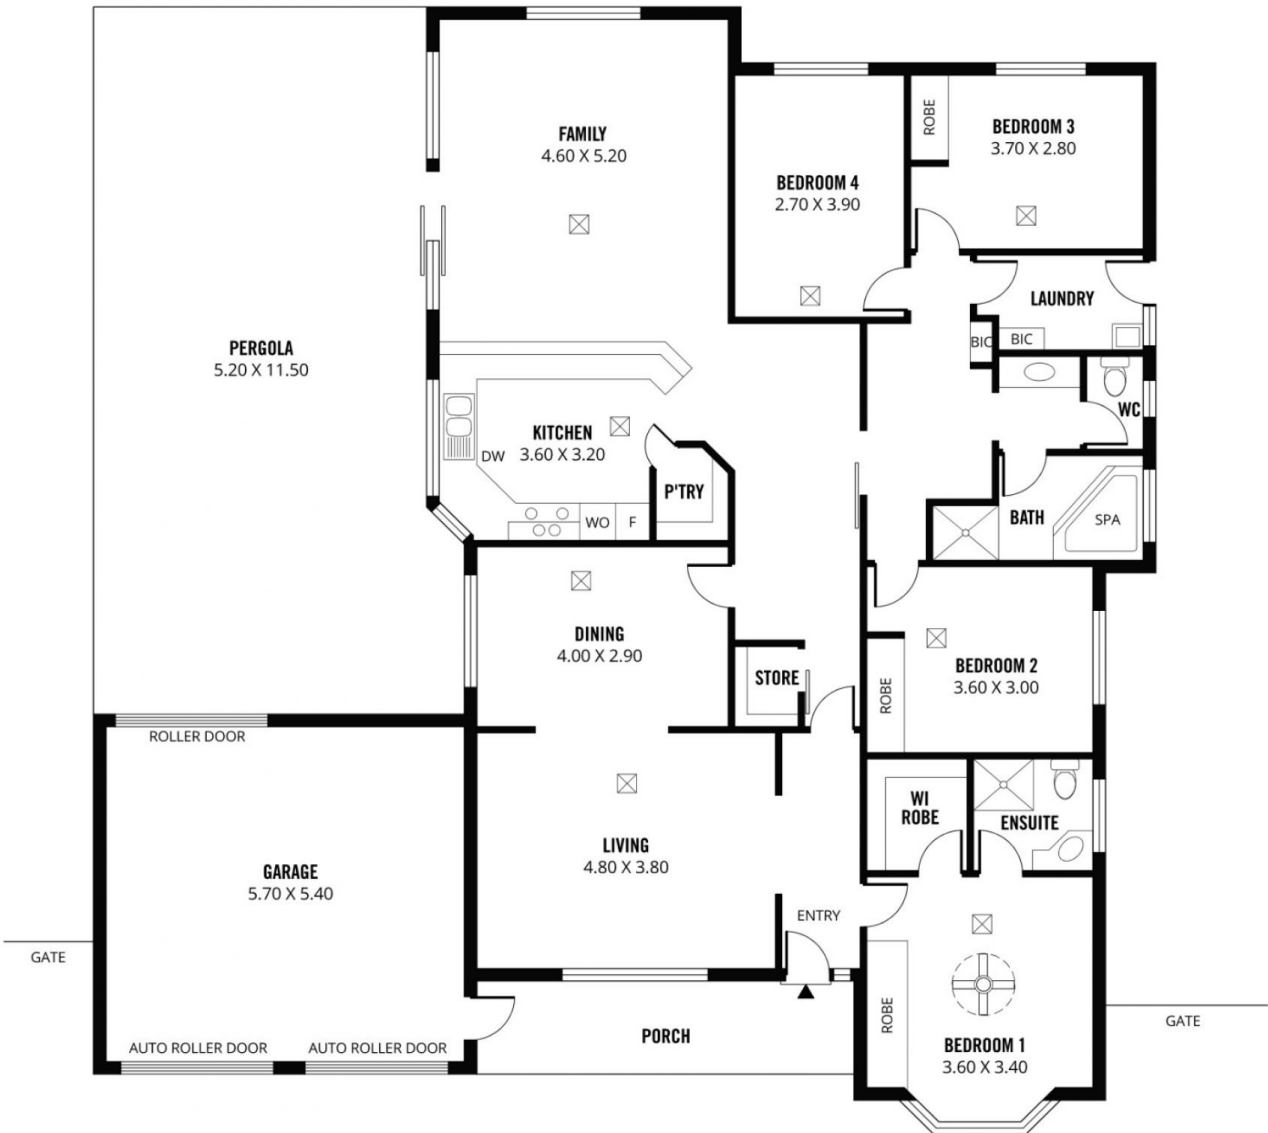 FAMILY
4.60 X 5.20
BEDROOM 4
2.70 X 3.90
ROBE
BEDROOM 3
3.70 X 2.80
LAUNDRY
BIC
BIC
PERGOLA
5.20 X 11.50
KITCHEN
3.60 X 3.20
DW
WO
F
P'TRY
WC
BATH
SPA
DINING
4.00 X 2.90
STORE
BEDROOM 2
3.60 X 3.00
ROBE
ROLLER DOOR
GARAGE
5.70 X 5.40
LIVING
4.80 X 3.80
WI
ROBE
ENSUITE
ENTRY
GATE
ROBE
BEDROOM 1
3.60 X 3.40
GATE
PORCH
AUTO ROLLER DOOR
AUTO ROLLER DOOR